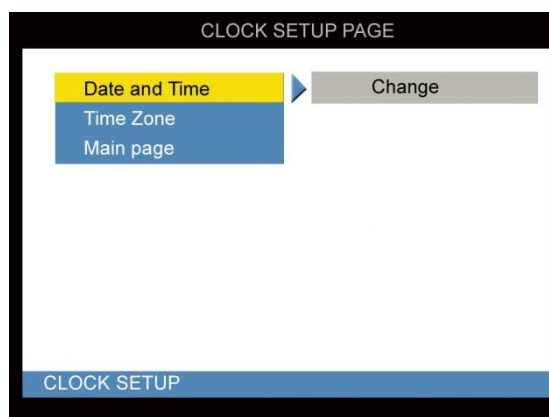 CLOCK SETUP PAGE
Date and Time
Change
Time Zone
Main page
CLOCK SETUP